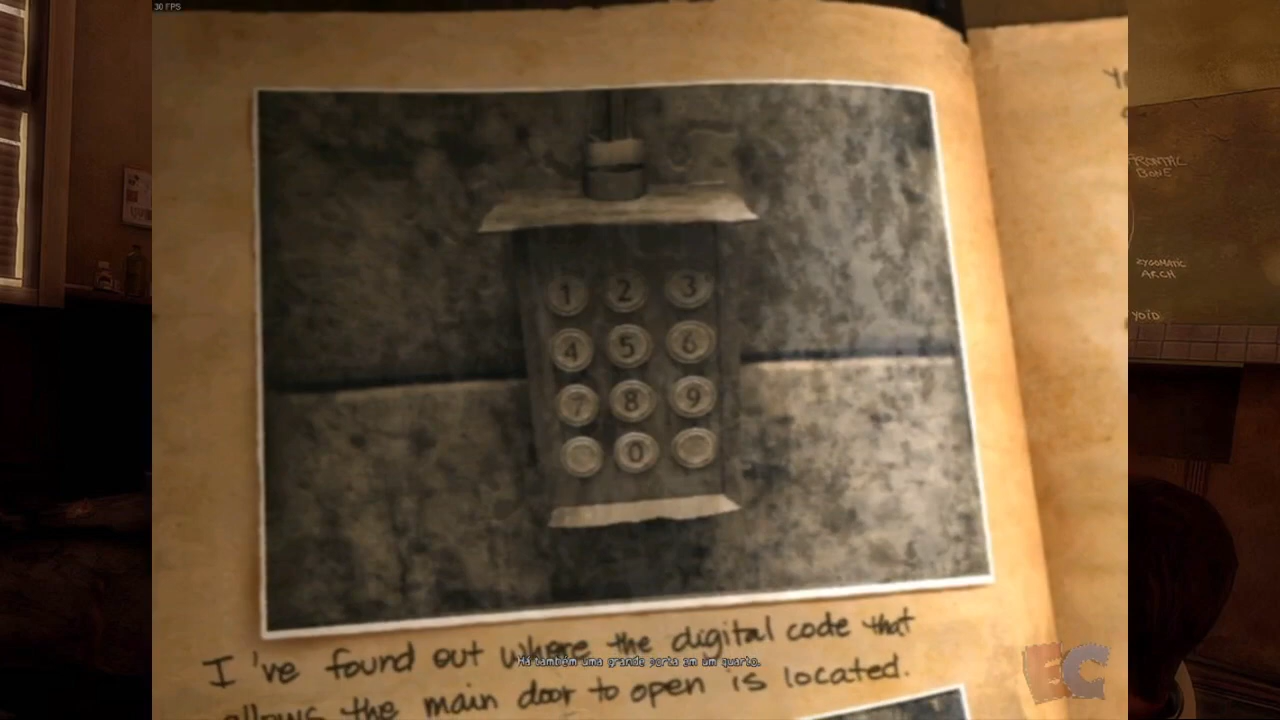 30 FPS
FRONTAL
BONE
ZYGOMATIC
ARCH
YOID
1 2 3
4 5 6
7 8 9
0
I've found out where the digital code that
Há também uma grande porta em um quarto.
allows the main door to open is located.
EC